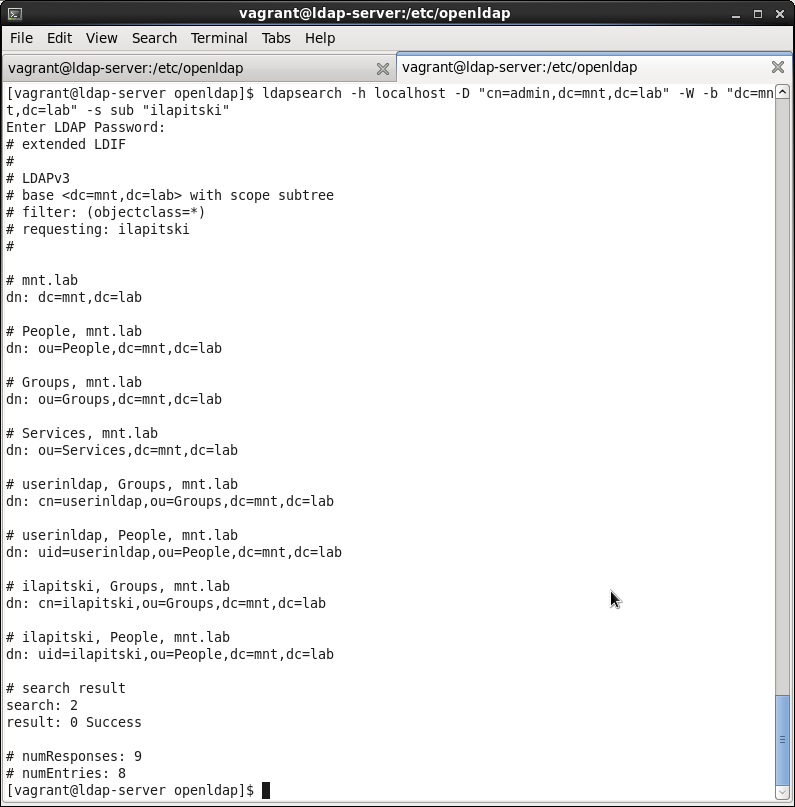 vagrant@ldap-server:/etc/openldap
File Edit View Search Terminal Tabs Help
vagrant@ldap-server:/etc/openldap
vagrant@ldap-server:/etc/openldap
[vagrant@ldap-server openldap]$ ldapsearch -h localhost -D "cn=admin,dc=mnt,dc=lab" -W -b "dc=mn
t,dc=lab" -s sub "ilapitski"
Enter LDAP Password:
# extended LDIF
#
# LDAPv3
# base <dc=mnt,dc=lab> with scope subtree
# filter: (objectclass=*)
# requesting: ilapitski
#

# mnt.lab
dn: dc=mnt,dc=lab

# People, mnt.lab
dn: ou=People,dc=mnt,dc=lab

# Groups, mnt.lab
dn: ou=Groups,dc=mnt,dc=lab

# Services, mnt.lab
dn: ou=Services,dc=mnt,dc=lab

# userinldap, Groups, mnt.lab
dn: cn=userinldap,ou=Groups,dc=mnt,dc=lab

# userinldap, People, mnt.lab
dn: uid=userinldap,ou=People,dc=mnt,dc=lab

# ilapitski, Groups, mnt.lab
dn: cn=ilapitski,ou=Groups,dc=mnt,dc=lab

# ilapitski, People, mnt.lab
dn: uid=ilapitski,ou=People,dc=mnt,dc=lab

# search result
search: 2
result: 0 Success

# numResponses: 9
# numEntries: 8
[vagrant@ldap-server openldap]$